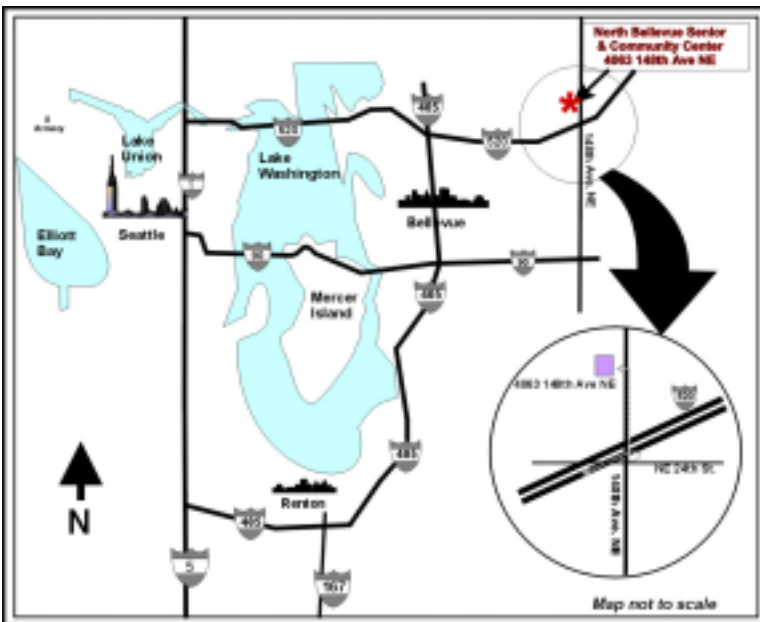 North Bellevue Senior
& Community Center
4063 148th Ave NE
Armory
Lake
Union
520
Lake
Washington
405
520
148th Ave, NE
5
Elliott
Bay
Seattle
Bellevue
90
90
Mercer
Island
405
4063 148th Ave NE
520
NE 24th St.
148th Ave, NE
405
Renton
405
N
5
167
Map not to scale